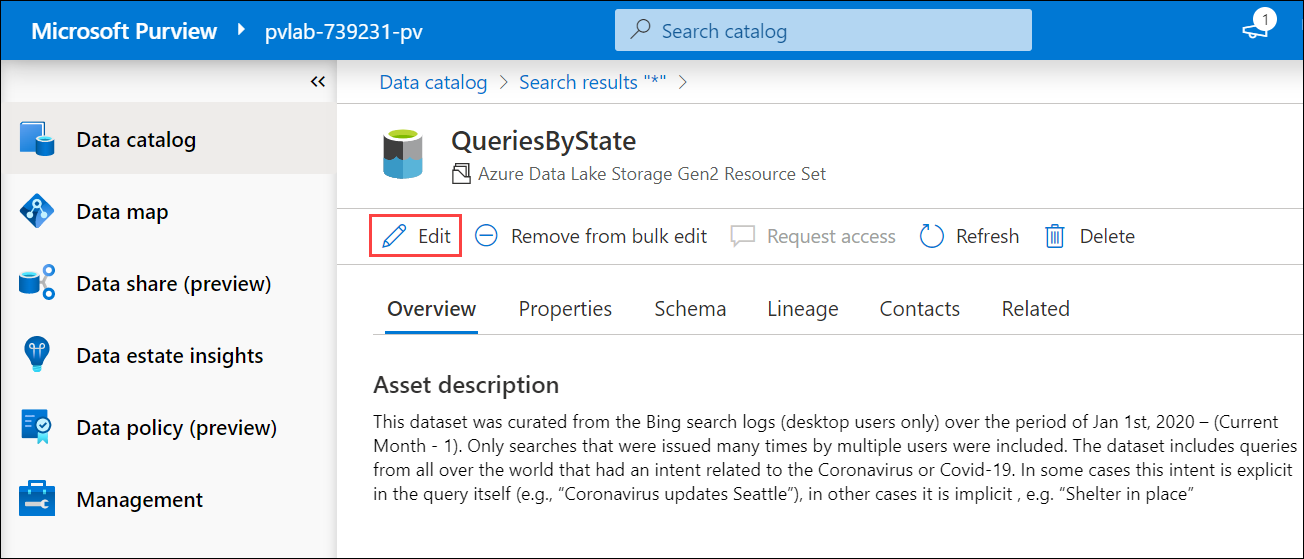 Microsoft Purview pvlab-739231-pv Search catalog 1
Data catalog > Search results "*" >
Data catalog
Data map
Data share (preview)
Data estate insights
Data policy (preview)
Management
QueriesByState
Azure Data Lake Storage Gen2 Resource Set
Edit Remove from bulk edit Request access Refresh Delete
Overview Properties Schema Lineage Contacts Related
Asset description
This dataset was curated from the Bing search logs (desktop users only) over the period of Jan 1st, 2020 – (Current
Month - 1). Only searches that were issued many times by multiple users were included. The dataset includes queries
from all over the world that had an intent related to the Coronavirus or Covid-19. In some cases this intent is explicit
in the query itself (e.g., “Coronavirus updates Seattle”), in other cases it is implicit , e.g. “Shelter in place”